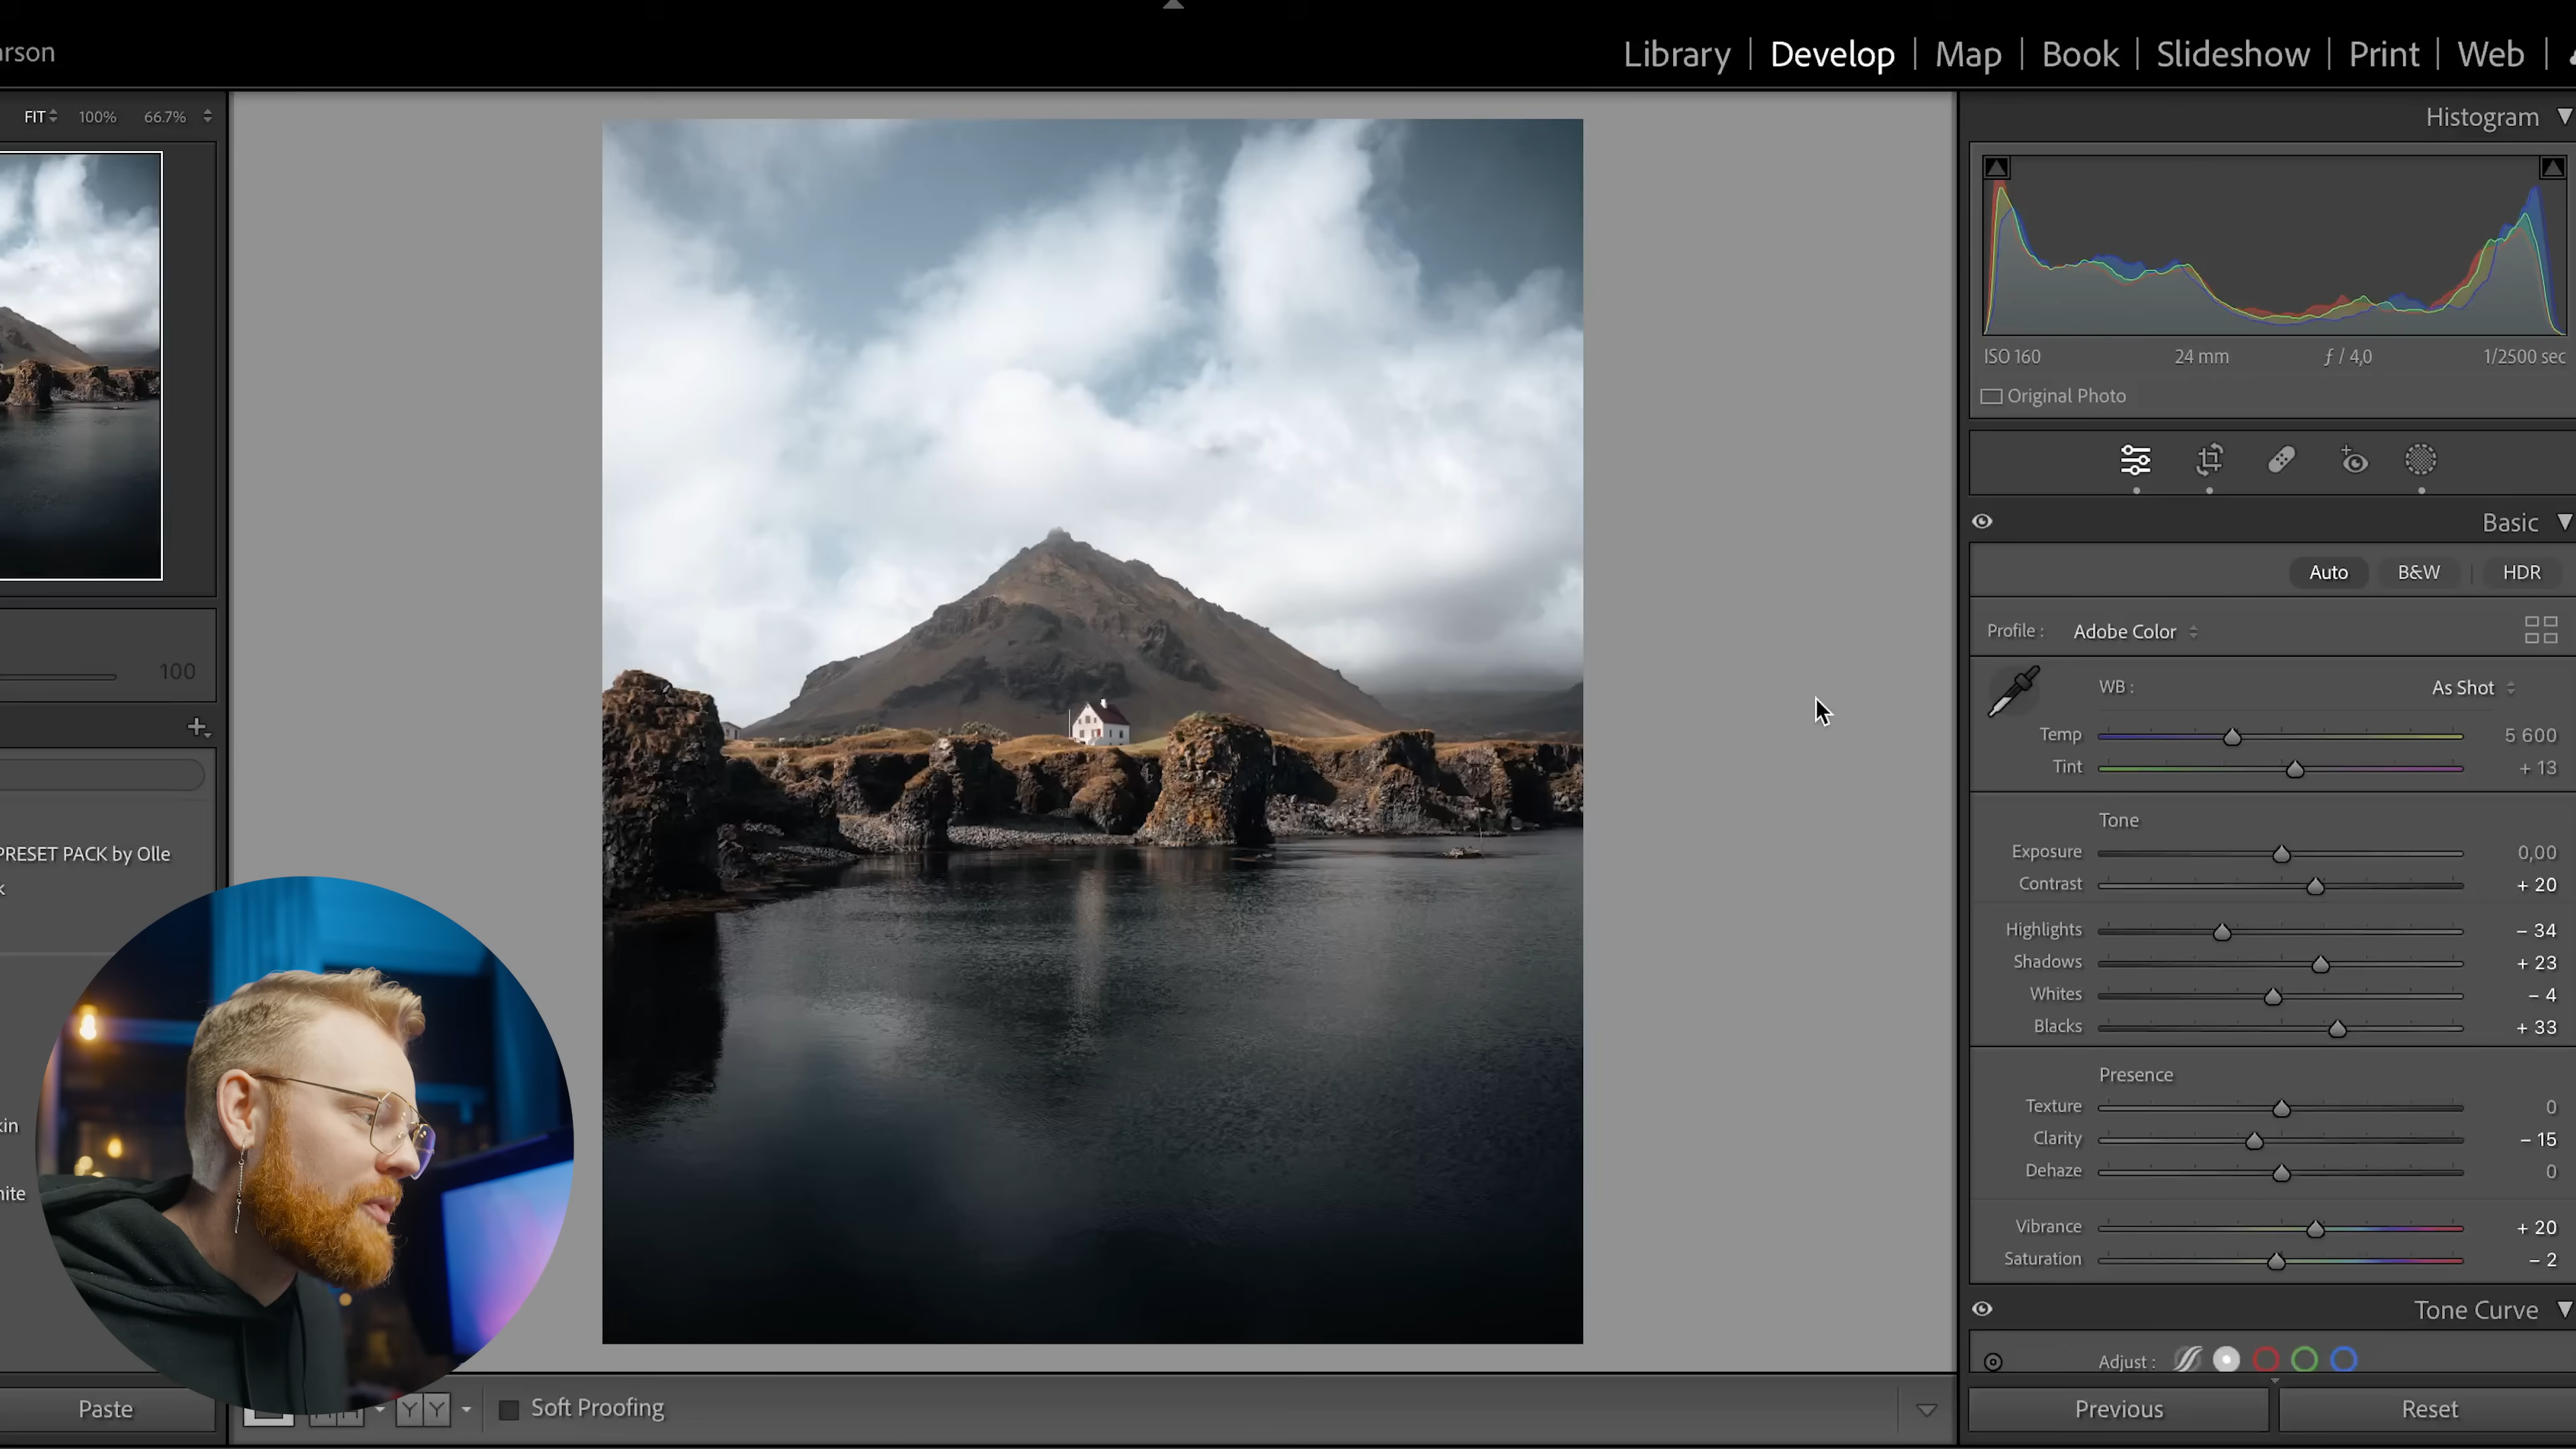 arson
Library | Develop | Map | Book | Slideshow | Print | Web |
FIT 100% 66.7%
100
PRESET PACK by Olle
k
kin
nite
Paste
Y Y
Soft Proofing
Histogram
ISO 160 24 mm ƒ / 4,0 1/2500 sec
Original Photo
Basic
Auto B&W | HDR
Profile : Adobe Color
WB : As Shot
Temp 5 600
Tint + 13
Tone
Exposure 0,00
Contrast + 20
Highlights − 34
Shadows + 23
Whites − 4
Blacks + 33
Presence
Texture 0
Clarity − 15
Dehaze 0
Vibrance + 20
Saturation − 2
Tone Curve
Adjust :
Previous Reset